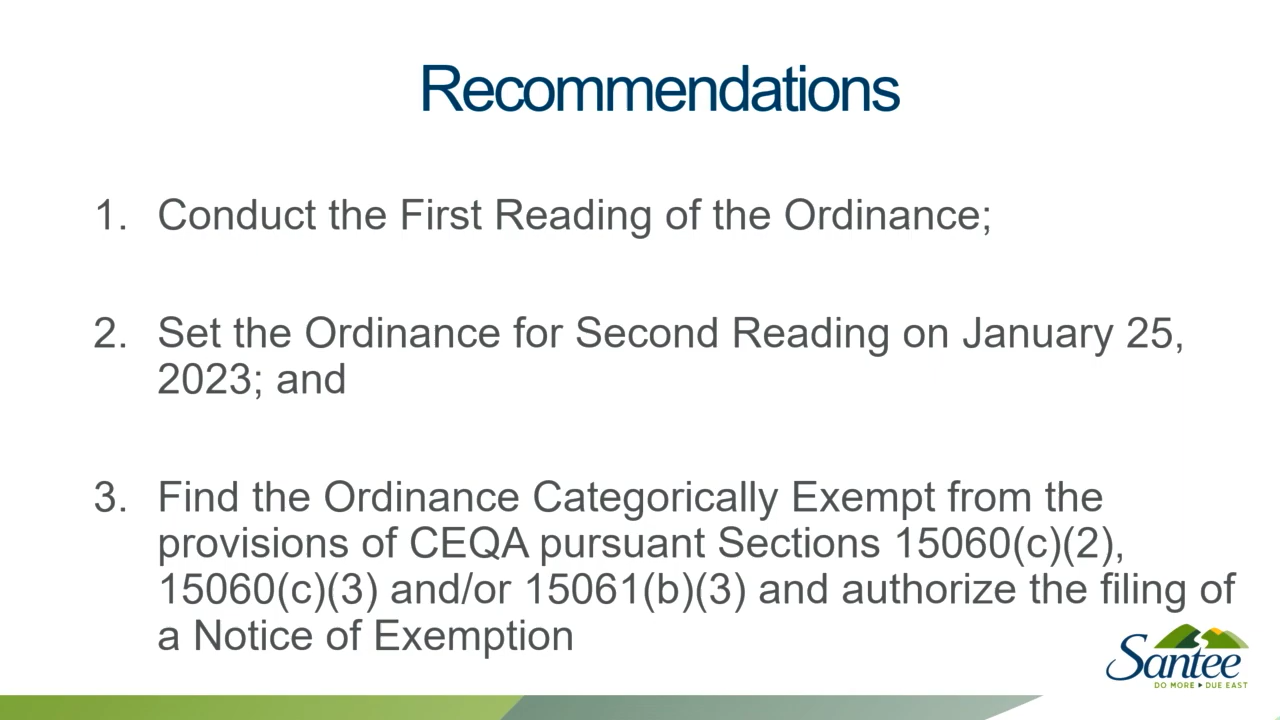 Recommendations
1. Conduct the First Reading of the Ordinance;
2. Set the Ordinance for Second Reading on January 25,
2023; and
3. Find the Ordinance Categorically Exempt from the
provisions of CEQA pursuant Sections 15060(c)(2),
15060(c)(3) and/or 15061(b)(3) and authorize the filing of
a Notice of Exemption
Santee
DO MORE ▸ DUE EAST